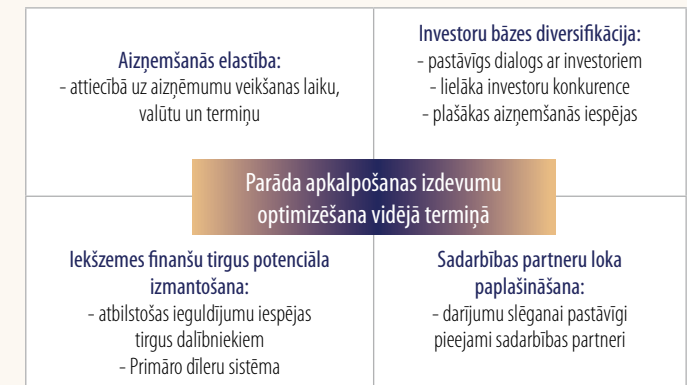 Aizņemšanās elastība:
- attiecībā uz aizņēmumu veikšanas laiku,
valūtu un termiņu
Investoru bāzes diversifikācija:
- pastāvīgs dialogs ar investoriem
- lielāka investoru konkurence
- plašākas aizņemšanās iespējas
Parāda apkalpošanas izdevumu
optimizēšana vidējā termiņā
Iekšzemes finanšu tirgus potenciāla
izmantošana:
- atbilstošas ieguldījumu iespējas
tirgus dalībniekiem
- Primāro dīleru sistēma
Sadarbības partneru loka
paplašināšana:
- darījumu slēganai pastāvīgi
pieejami sadarbības partneri